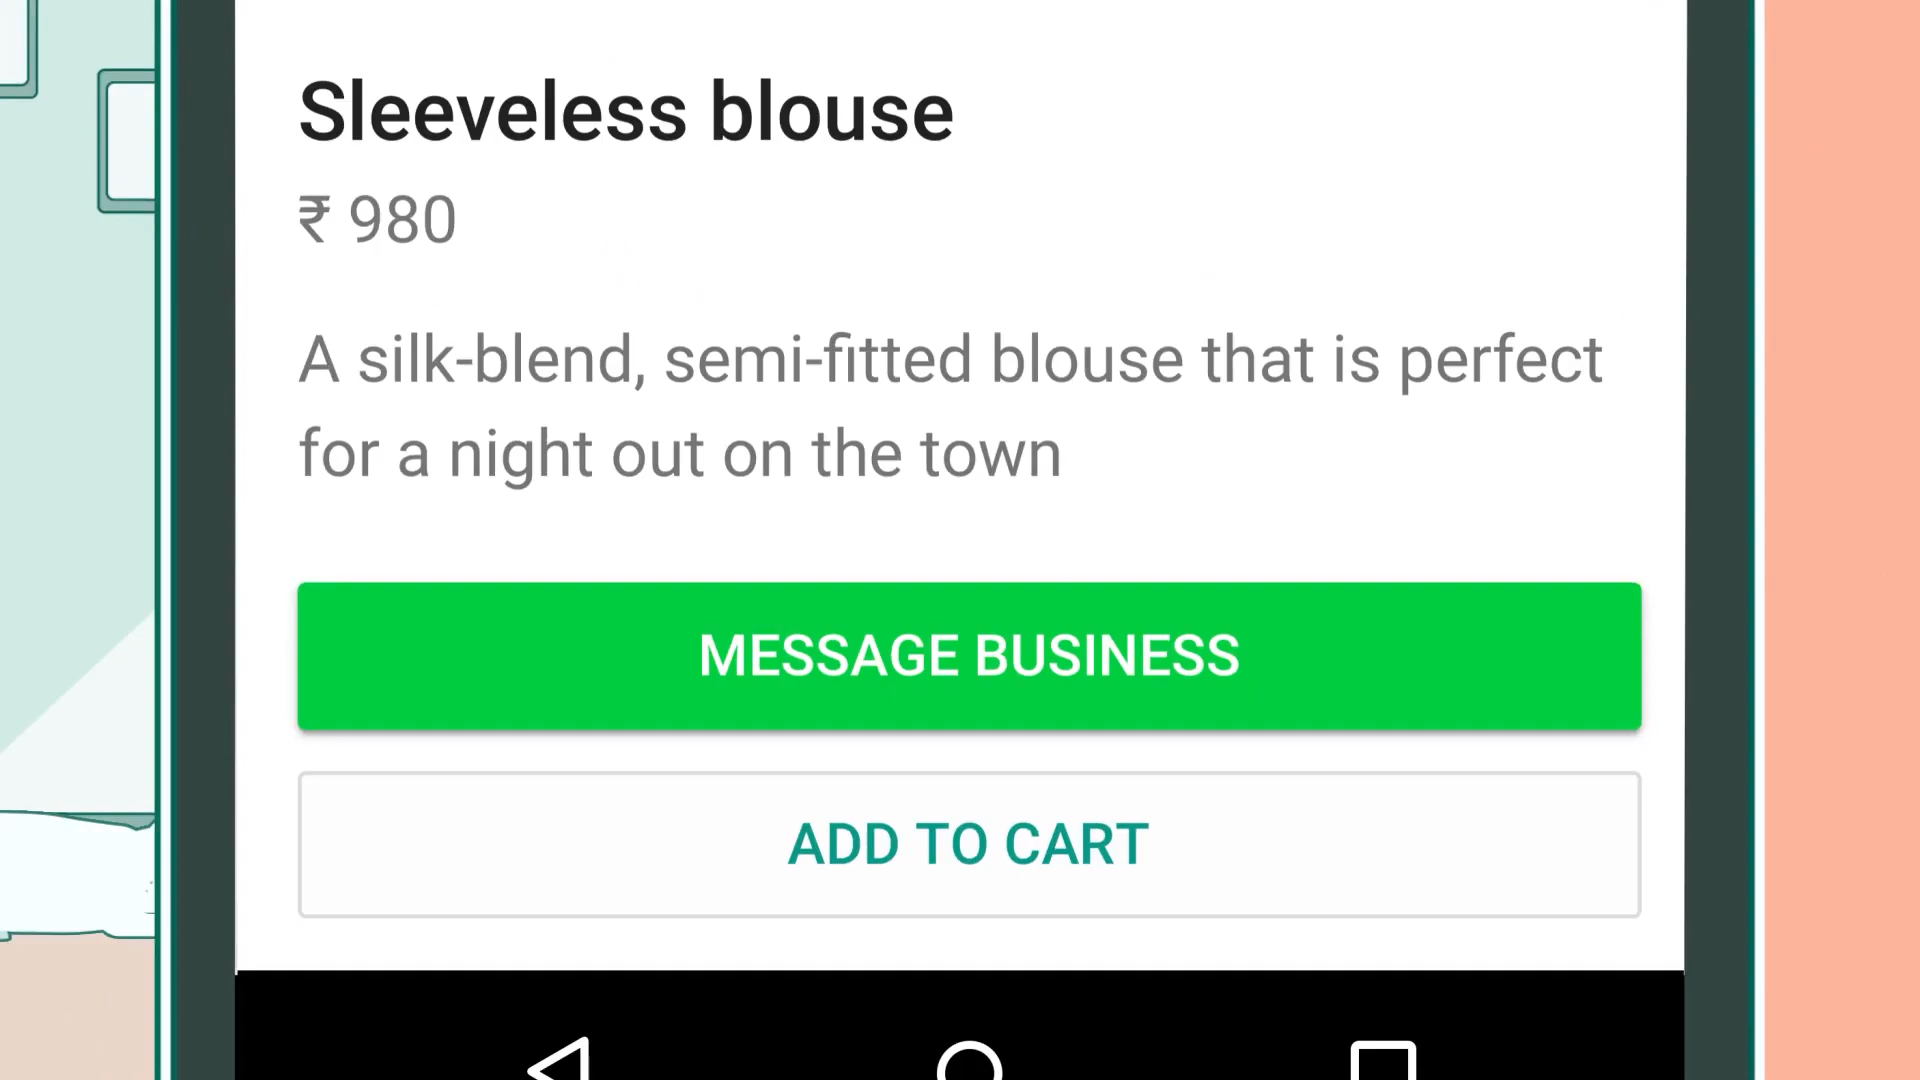 Sleeveless blouse
₹ 980
A silk-blend, semi-fitted blouse that is perfect
for a night out on the town
MESSAGE BUSINESS
ADD TO CART